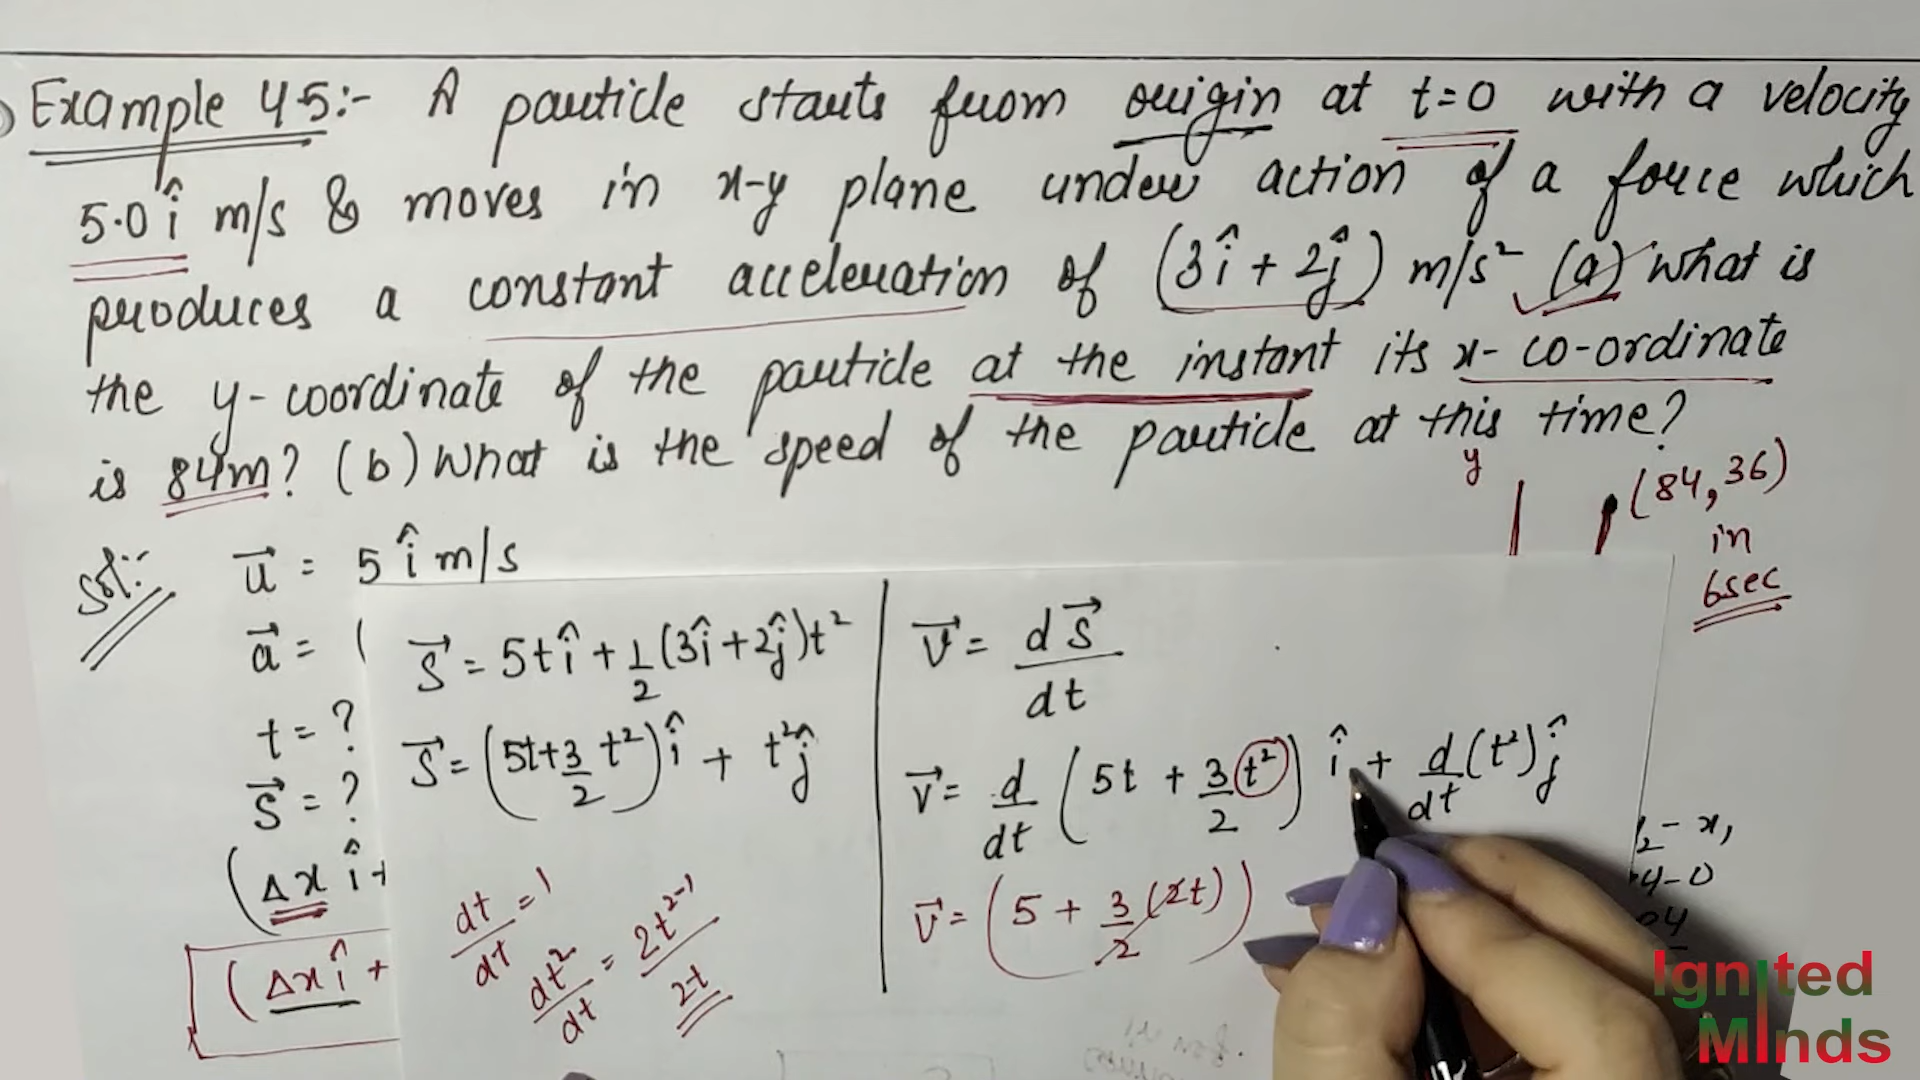 Example 4.5:- A particle starts from origin at t=0 with a velocity
5.0 î m/s & moves in x-y plane under action of a force which
produces a constant acceleration of (3î + 2ĵ) m/s² (a) What is
the y-coordinate of the particle at the instant its x-co-ordinate
is 84m? (b) What is the speed of the particle at this time?
y
(84, 36)
in
6sec
Sol:-
u⃗ = 5 î m/s
a⃗ = (
t = ?
S⃗ = ?
(Δx î +
(Δx î +
S⃗ = 5t î + 1/2 (3î + 2ĵ)t²
S⃗ = (5t + 3/2 t²) î + t² ĵ
dt/dt = 1
dt²/dt = 2t²⁻¹
2t
v⃗ = dS⃗/dt
v⃗ = d/dt (5t + 3/2 t²) î + d/dt (t²) ĵ
v⃗ = (5 + 3/2 (2t))
2 - x,
4-0
Ignited
Minds